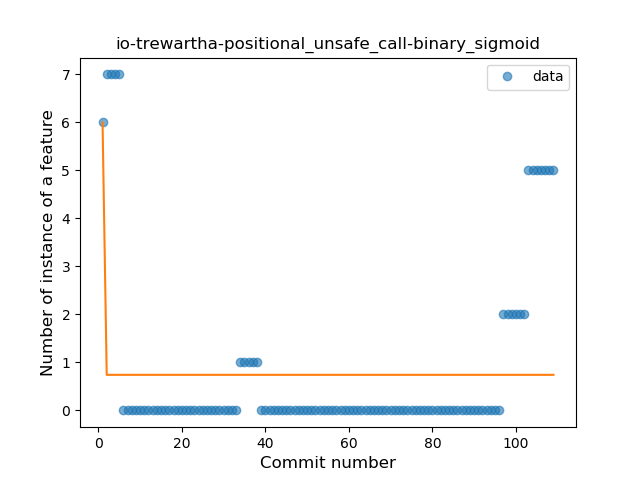 io-trewartha-positional_unsafe_call-binary_sigmoid
data
Number of instance of a feature
7
6
5
4
3
2
1
0
0 20 40 60 80 100
Commit number